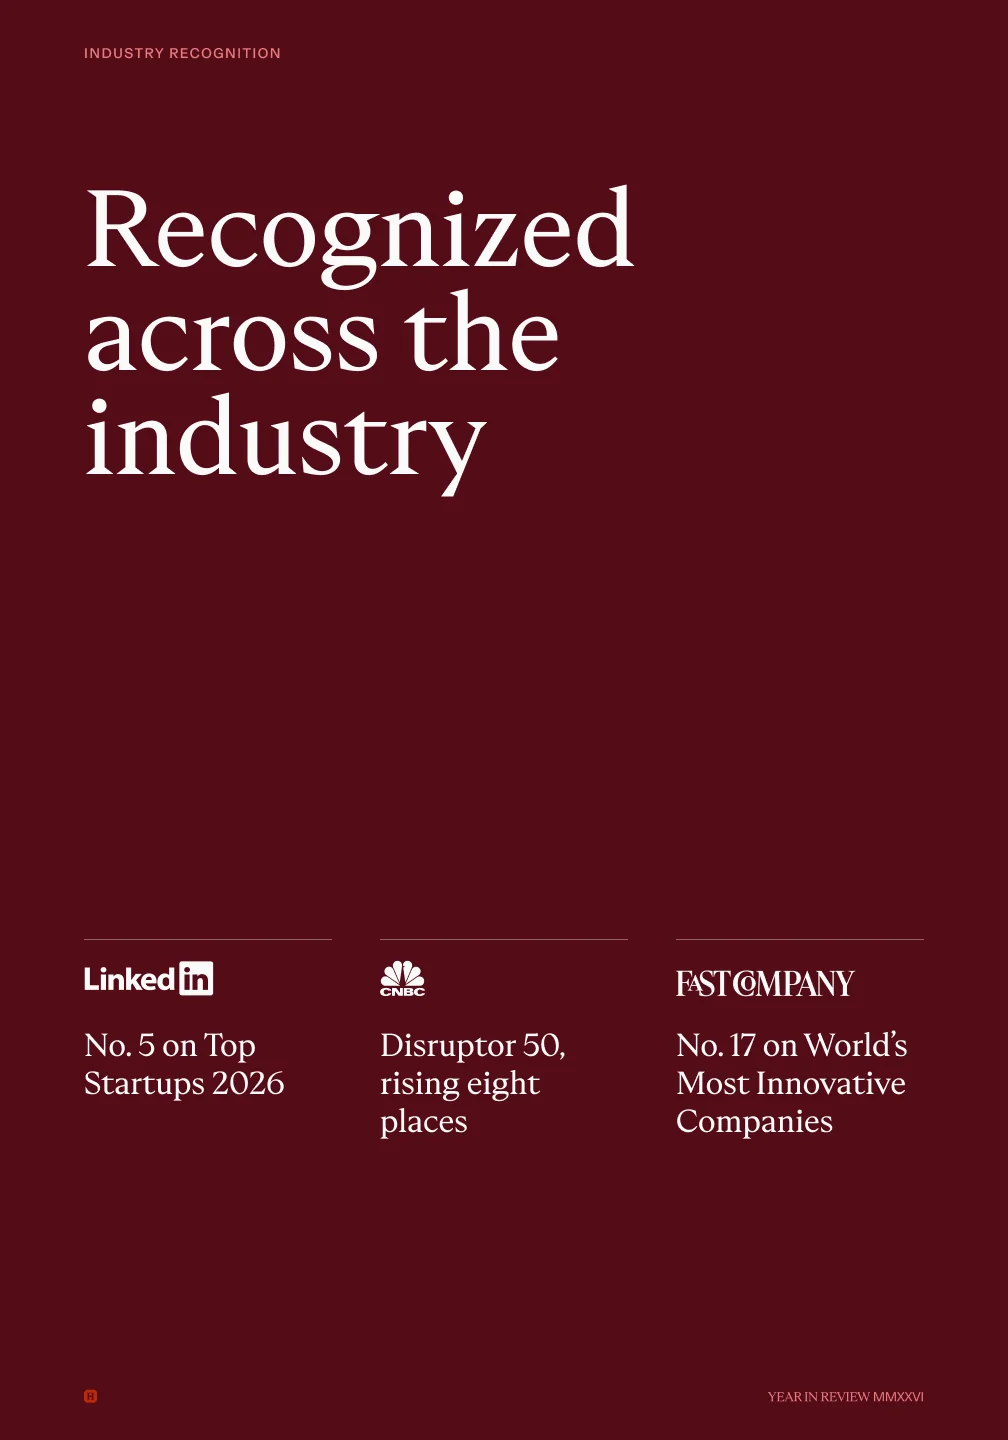 INDUSTRY RECOGNITION
Recognized
across the
industry
Linked in
No. 5 on Top
Startups 2026
CNBC
Disruptor 50,
rising eight
places
FAST COMPANY
No. 17 on World’s
Most Innovative
Companies
H
YEAR IN REVIEW MMXXVI